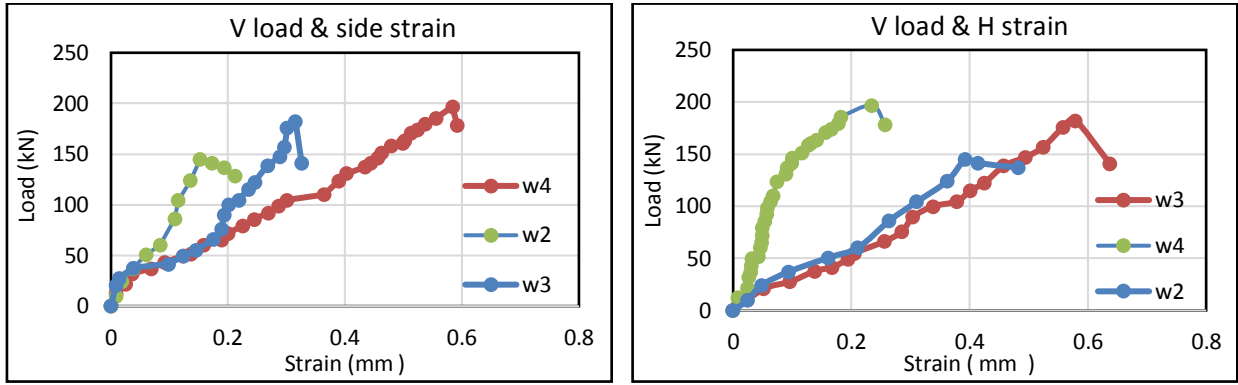 V load & side strain
250
200
150
100
50
0
Load (kN)
0 0.2 0.4 0.6 0.8
Strain (mm )
w4
w2
w3
V load & H strain
250
200
150
100
50
0
Load (kN)
0 0.2 0.4 0.6 0.8
Strain ( mm )
w3
w4
w2